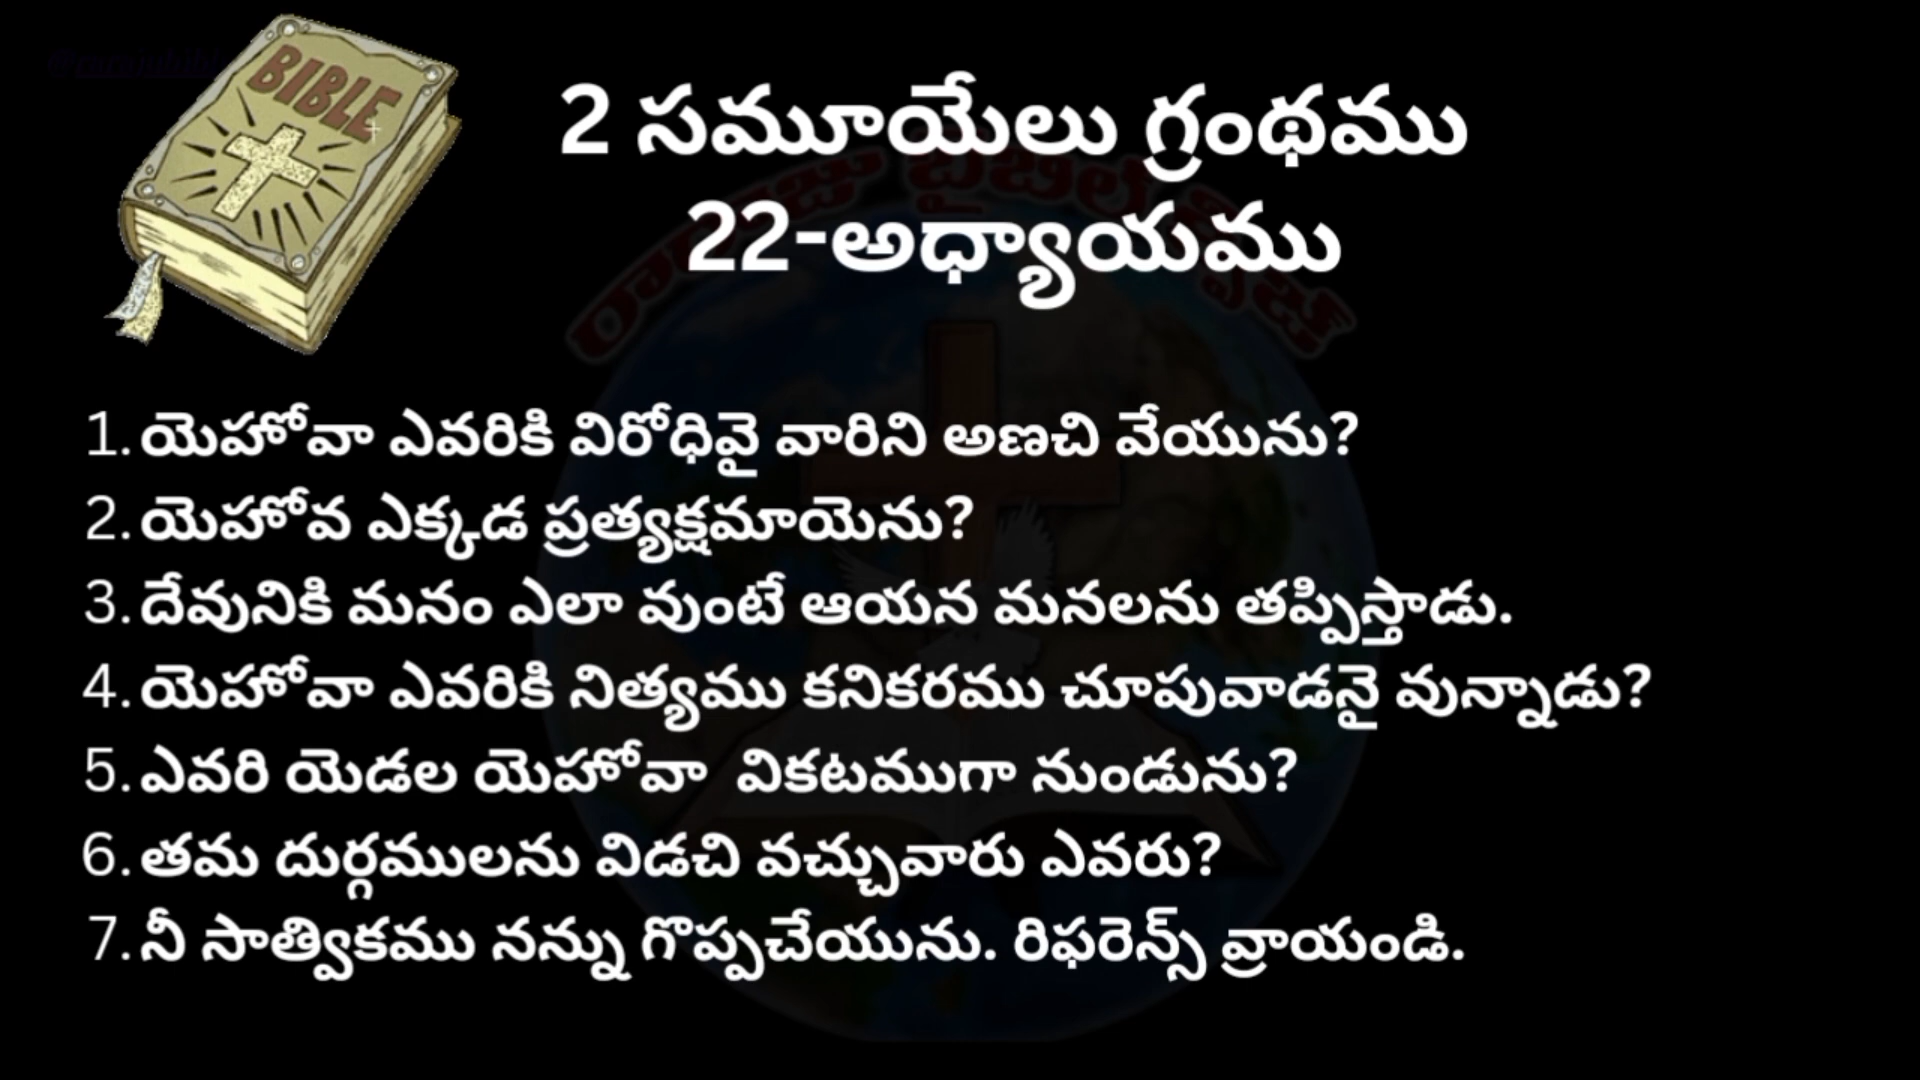 BIBLE
2 సమూయేలు గ్రంథము
22-అధ్యాయము
1. యెహోవా ఎవరికి విరోధివై వారిని అణచి వేయును?
2. యెహోవ ఎక్కడ ప్రత్యక్షమాయెను?
3. దేవునికి మనం ఎలా వుంటే ఆయన మనలను తప్పిస్తాడు.
4. యెహోవా ఎవరికి నిత్యము కనికరము చూపువాడనై వున్నాడు?
5. ఎవరి యెడల యెహోవా వికటముగా నుండును?
6. తమ దుర్గములను విడచి వచ్చువారు ఎవరు?
7. నీ సాత్వికము నన్ను గొప్పచేయును. రిఫరెన్స్ వ్రాయండి.